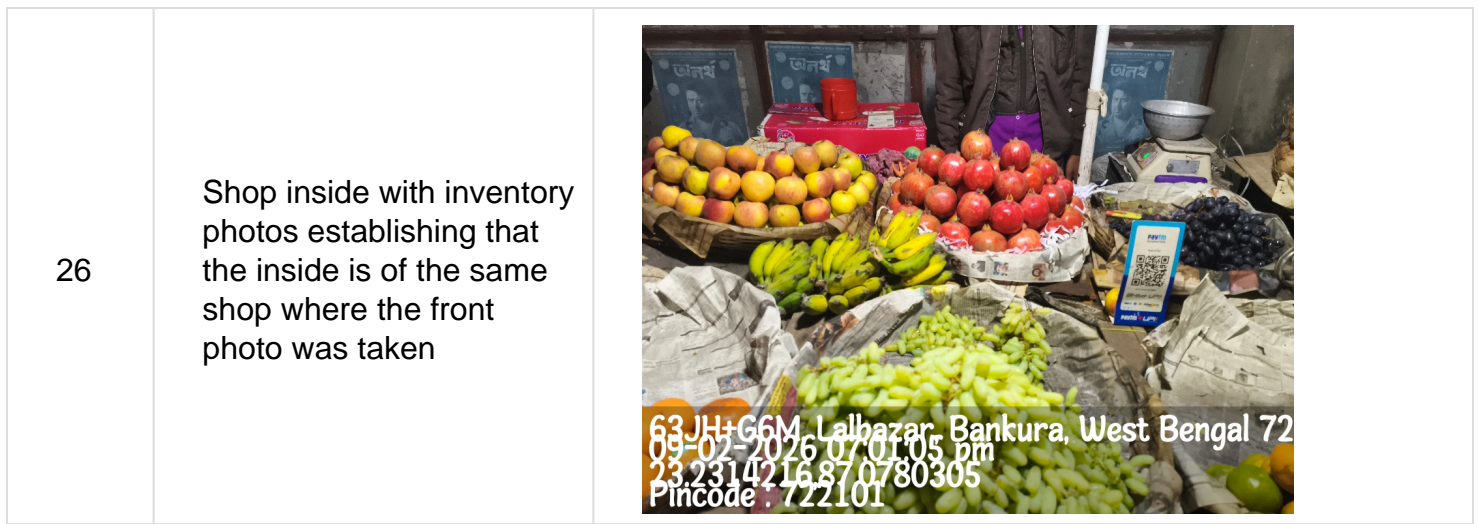 26
Shop inside with inventory
photos establishing that
the inside is of the same
shop where the front
photo was taken
অনর্থ
অনর্থ
অনর্থ
paytm
paytm UPI
63JH+G6M, Lalbazar, Bankura, West Bengal 72
09-02-2026 07:01:05 pm
23.2314216,87.0780305
Pincode : 722101